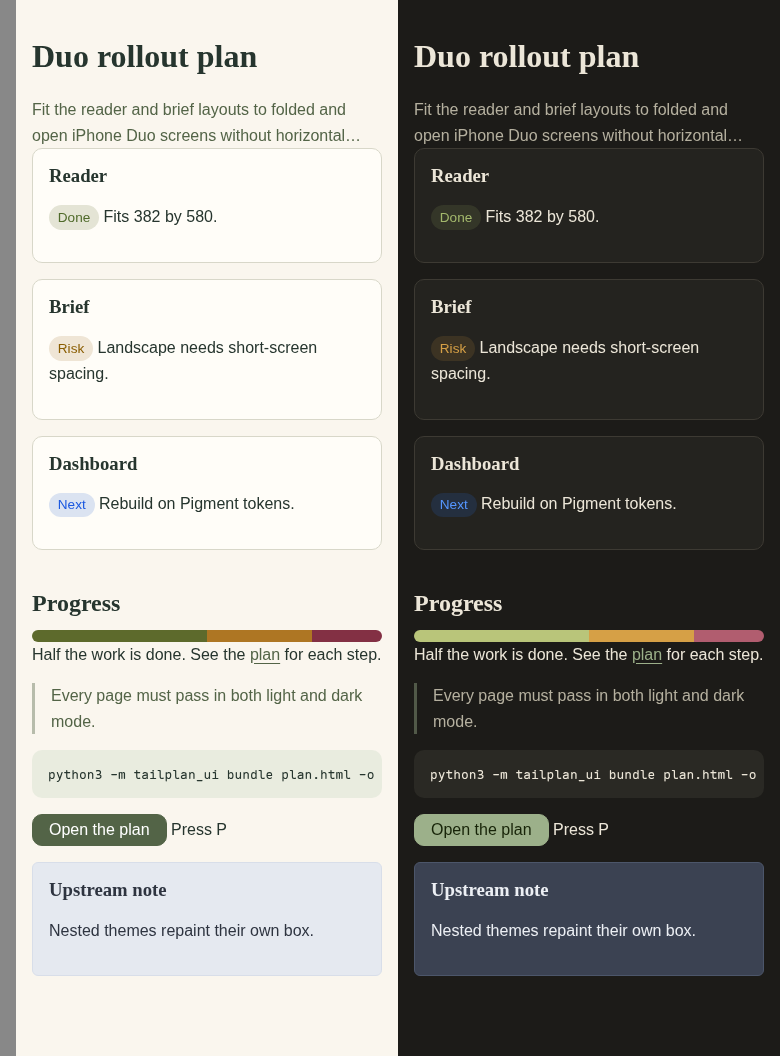 Duo rollout plan
Fit the reader and brief layouts to folded and
open iPhone Duo screens without horizontal…
Reader
Done Fits 382 by 580.
Brief
Risk Landscape needs short-screen
spacing.
Dashboard
Next Rebuild on Pigment tokens.
Progress
Half the work is done. See the plan for each step.
Every page must pass in both light and dark
mode.
python3 -m tailplan_ui bundle plan.html -o
Open the plan Press P
Upstream note
Nested themes repaint their own box.
Duo rollout plan
Fit the reader and brief layouts to folded and
open iPhone Duo screens without horizontal…
Reader
Done Fits 382 by 580.
Brief
Risk Landscape needs short-screen
spacing.
Dashboard
Next Rebuild on Pigment tokens.
Progress
Half the work is done. See the plan for each step.
Every page must pass in both light and dark
mode.
python3 -m tailplan_ui bundle plan.html -o
Open the plan Press P
Upstream note
Nested themes repaint their own box.